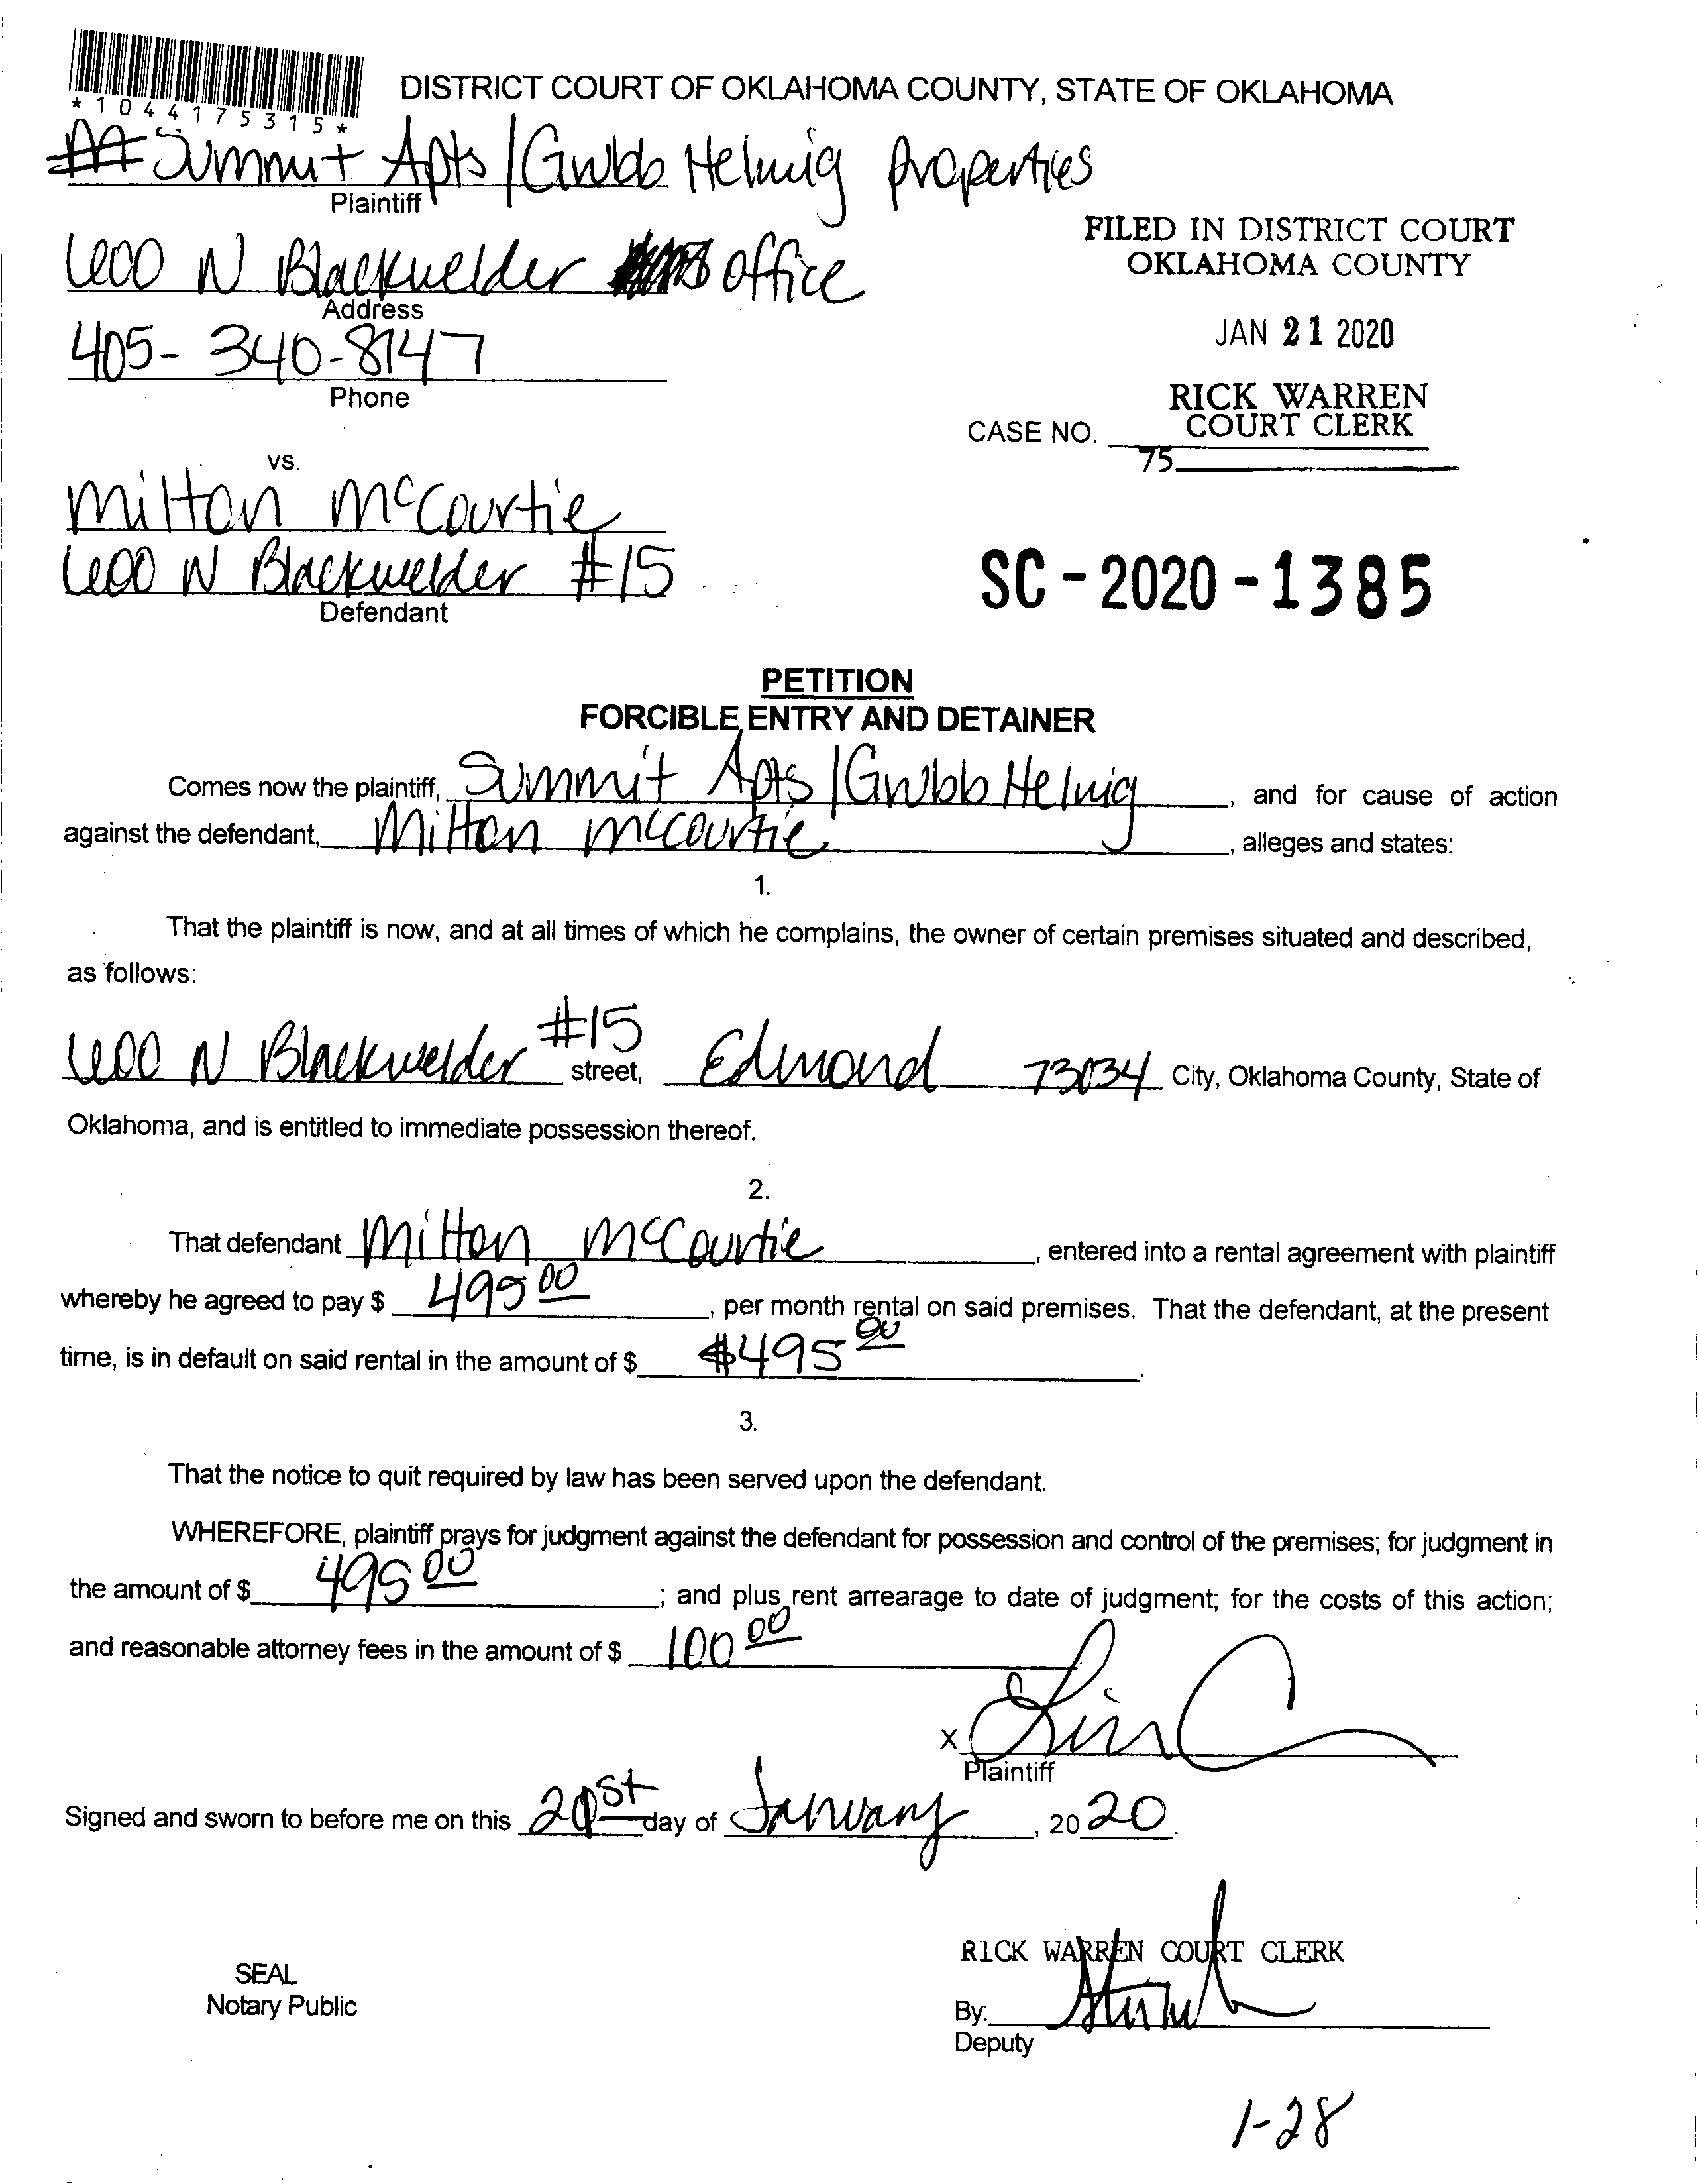 *1044175315*
DISTRICT COURT OF OKLAHOMA COUNTY, STATE OF OKLAHOMA
Summit Apts / Gwbb Helwig Properties
Plaintiff
600 N Blackwelder office
Address
405-340-8147
Phone
FILED IN DISTRICT COURT
OKLAHOMA COUNTY
JAN 21 2020
RICK WARREN
COURT CLERK
CASE NO.
75
vs.
Milton McCourtie
600 N Blackwelder #15
Defendant
SC-2020-1385
PETITION
FORCIBLE ENTRY AND DETAINER
Comes now the plaintiff, Summit Apts / Gwbb Helwig, and for cause of action
against the defendant, Milton McCourtie, alleges and states:
1.
That the plaintiff is now, and at all times of which he complains, the owner of certain premises situated and described,
as follows:
600 N Blackwelder #15 street, Edmond 73034 City, Oklahoma County, State of
Oklahoma, and is entitled to immediate possession thereof.
2.
That defendant Milton McCourtie, entered into a rental agreement with plaintiff
whereby he agreed to pay $ 495 00, per month rental on said premises. That the defendant, at the present
time, is in default on said rental in the amount of $ $495 00.
3.
That the notice to quit required by law has been served upon the defendant.
WHEREFORE, plaintiff prays for judgment against the defendant for possession and control of the premises; for judgment in
the amount of $ 495 00; and plus rent arrearage to date of judgment; for the costs of this action;
and reasonable attorney fees in the amount of $ 100 00
X
Plaintiff
Signed and sworn to before me on this 21st day of January, 20 20.
RICK WARREN COURT CLERK
SEAL
Notary Public
By:
Deputy
1-28